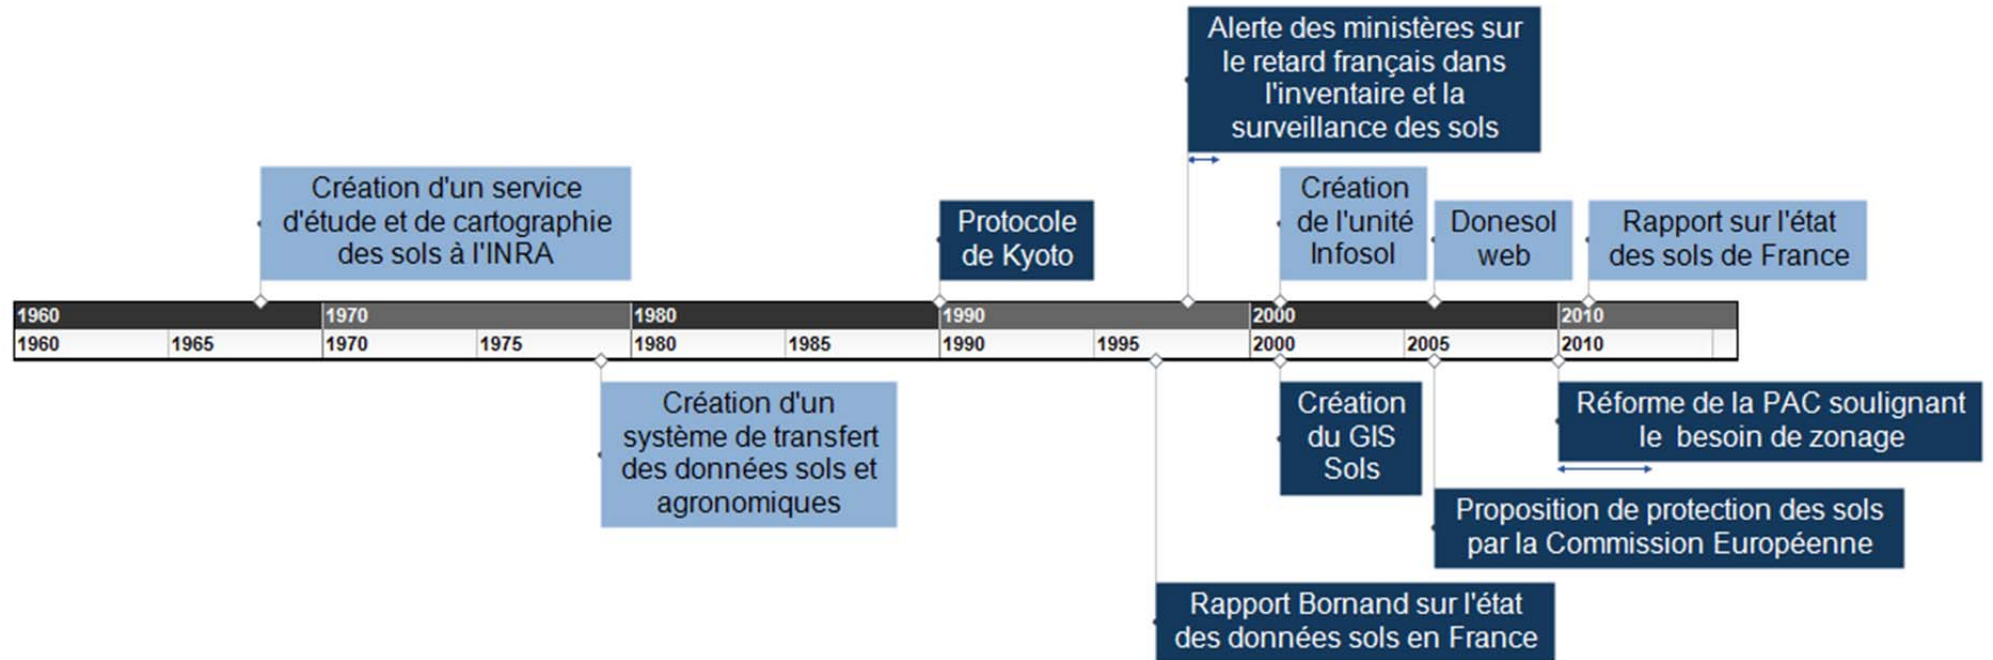 Alerte des ministères sur
le retard français dans
l'inventaire et la
surveillance des sols
Création d'un service
d'étude et de cartographie
des sols à l'INRA
Protocole
de Kyoto
Création
de l'unité
Infosol
Donesol
web
Rapport sur l'état
des sols de France
1960 1970 1980 1990 2000 2010
1960 1965 1970 1975 1980 1985 1990 1995 2000 2005 2010
Création d'un
système de transfert
des données sols et
agronomiques
Création
du GIS
Sols
Réforme de la PAC soulignant
le besoin de zonage
Proposition de protection des sols
par la Commission Européenne
Rapport Bornand sur l'état
des données sols en France